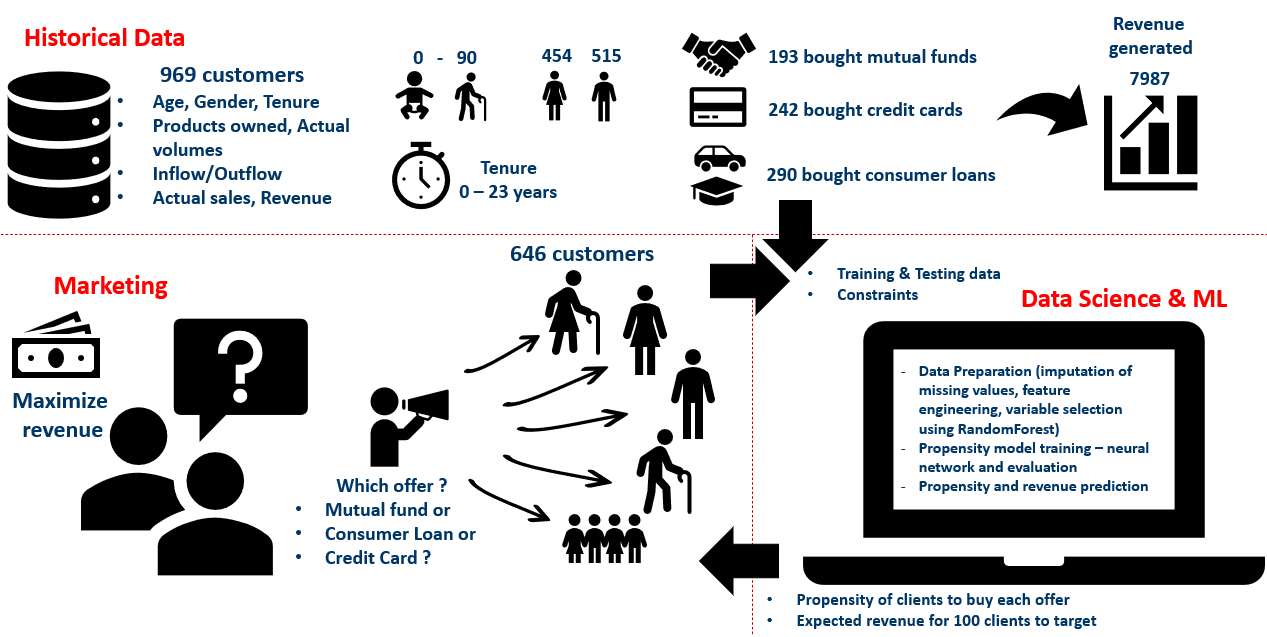 Historical Data
969 customers
• Age, Gender, Tenure
• Products owned, Actual
volumes
• Inflow/Outflow
• Actual sales, Revenue
0 - 90
454 515
Tenure
0 – 23 years
193 bought mutual funds
242 bought credit cards
290 bought consumer loans
Revenue
generated
7987
Marketing
Maximize
revenue
?
646 customers
Which offer ?
• Mutual fund or
• Consumer Loan or
• Credit Card ?
• Training & Testing data
• Constraints
Data Science & ML
- Data Preparation (imputation of
missing values, feature
engineering, variable selection
using RandomForest)
- Propensity model training – neural
network and evaluation
- Propensity and revenue prediction
• Propensity of clients to buy each offer
• Expected revenue for 100 clients to target